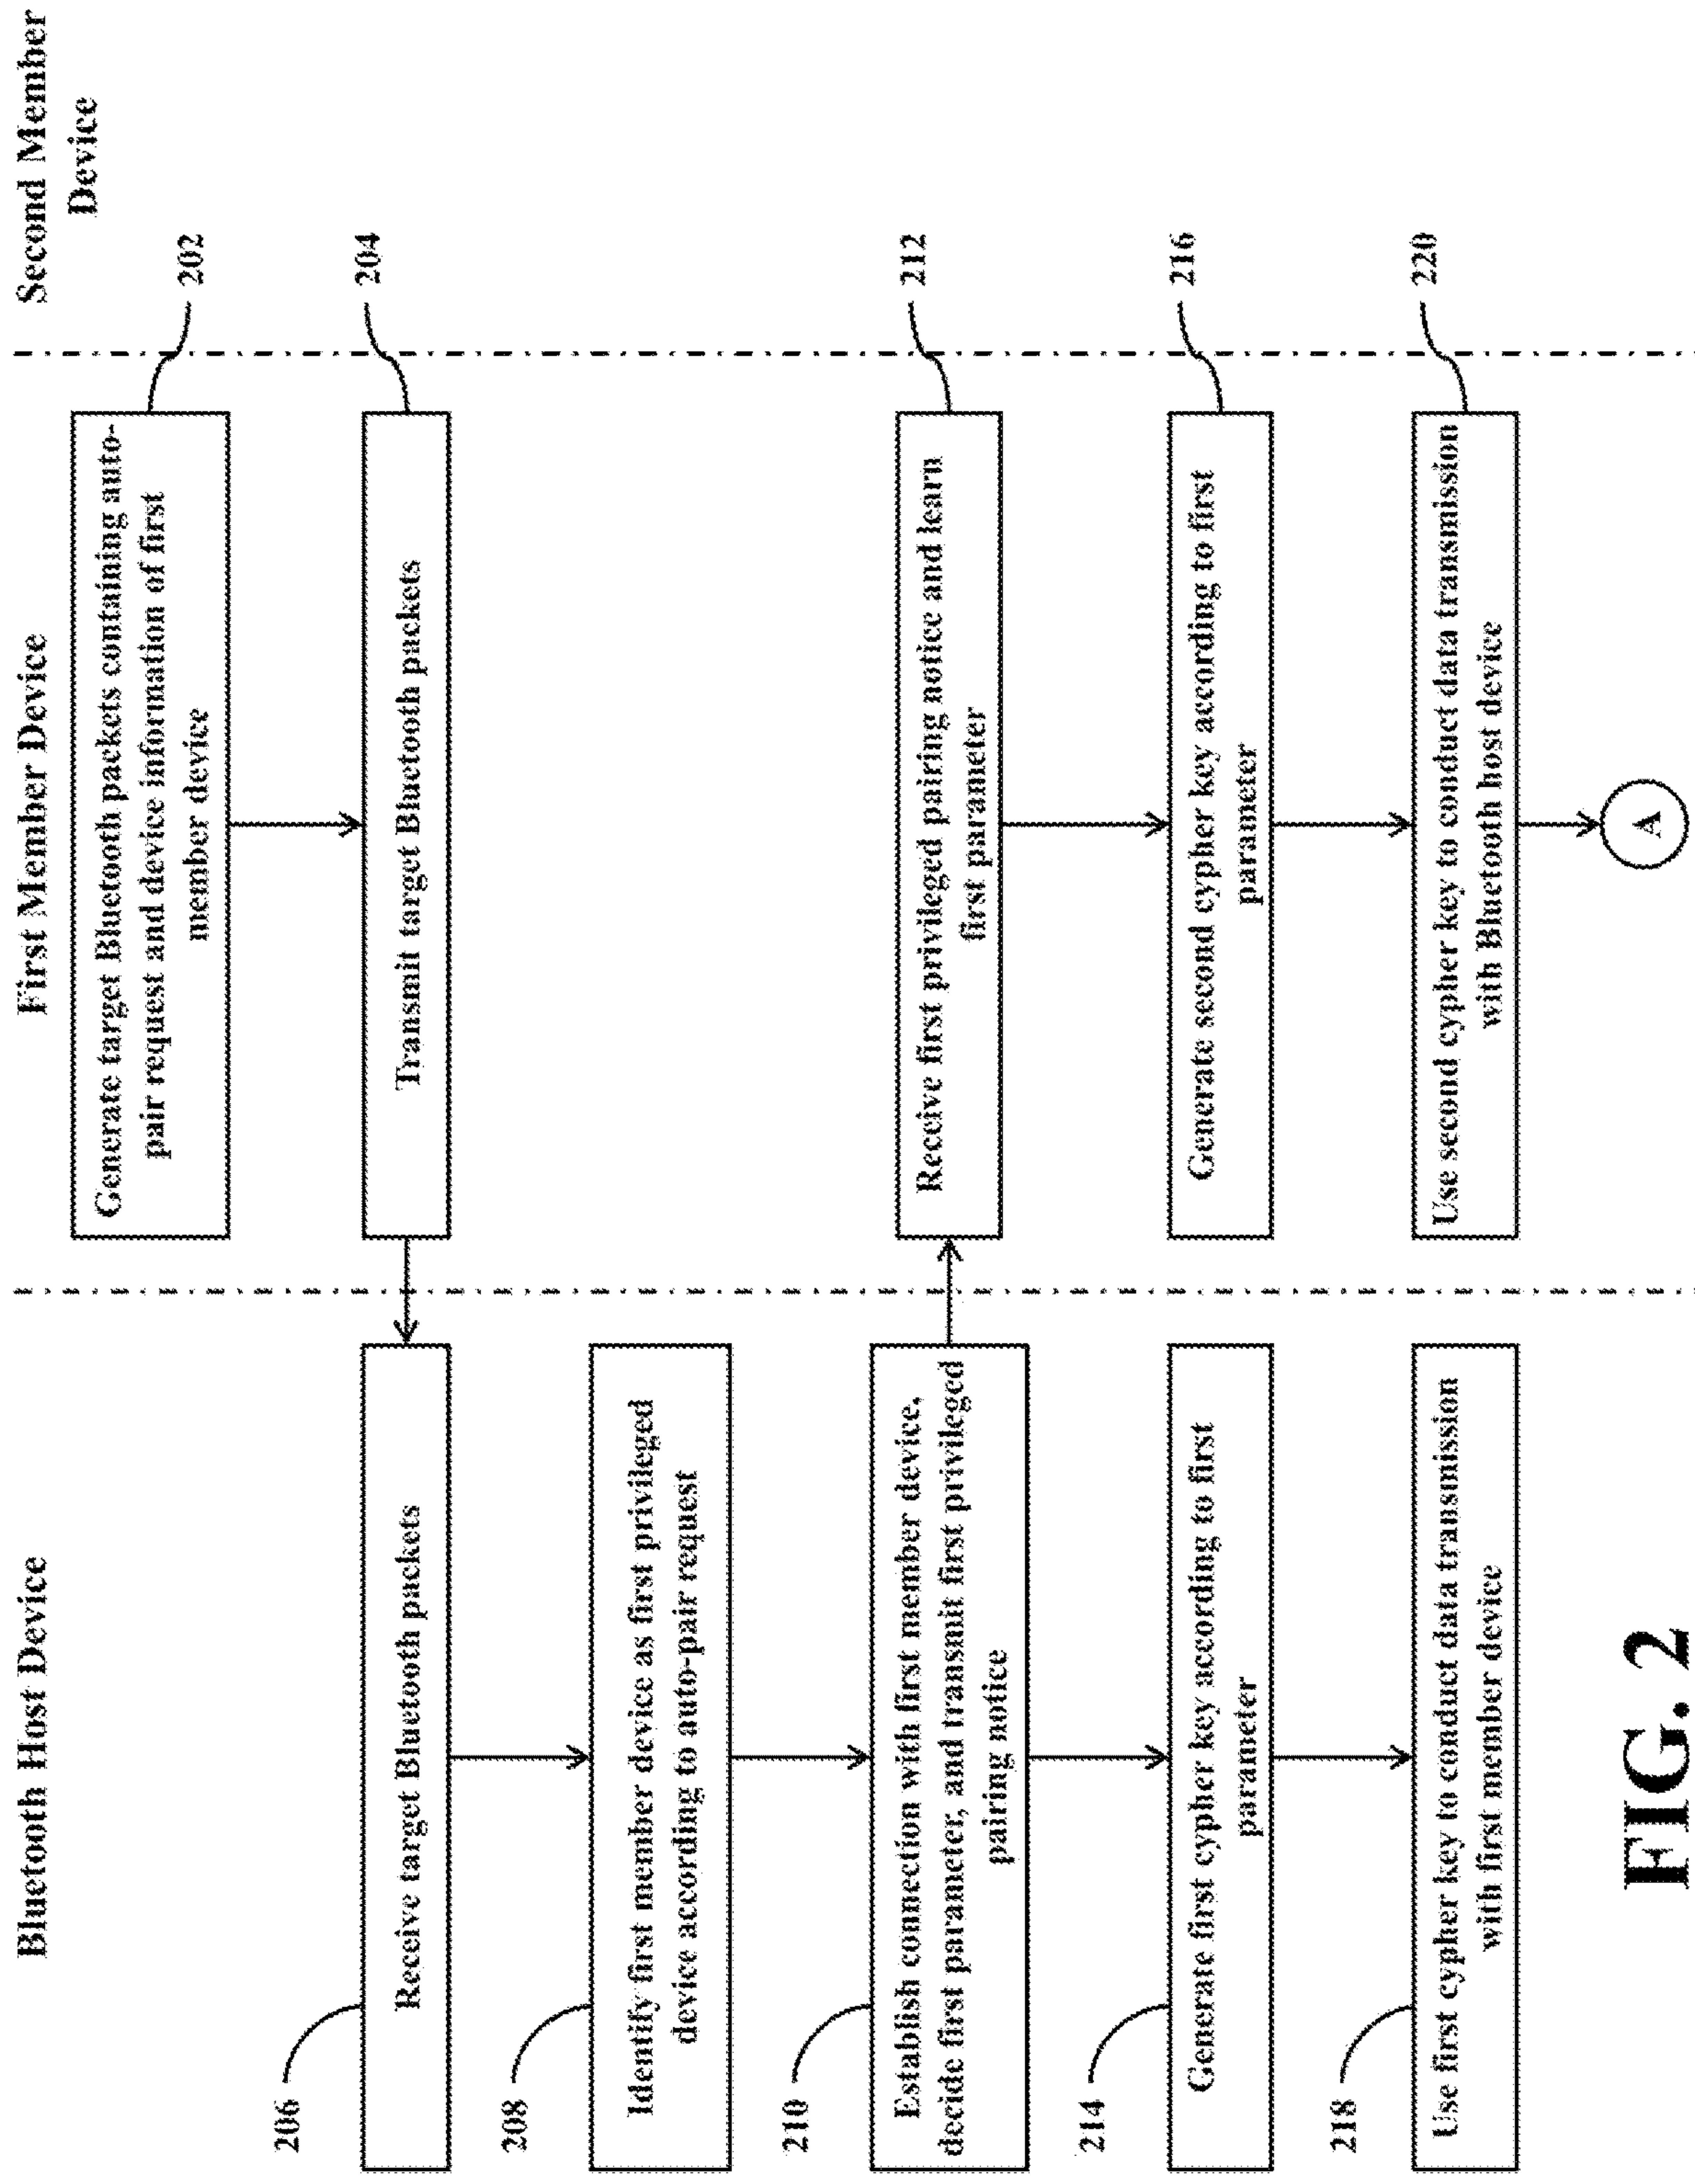 Bluetooth Host Device
First Member Device
Second Member
Device
Generate target Bluetooth packets containing auto-
pair request and device information of first
member device
202
Transmit target Bluetooth packets
204
206
Receive target Bluetooth packets
208
Identify first member device as first privileged
device according to auto-pair request
210
Establish connection with first member device,
decide first parameter, and transmit first privileged
pairing notice
Receive first privileged pairing notice and learn
first parameter
212
214
Generate first cypher key according to first
parameter
Generate second cypher key according to first
parameter
216
218
Use first cypher key to conduct data transmission
with first member device
Use second cypher key to conduct data transmission
with Bluetooth host device
220
A
FIG. 2